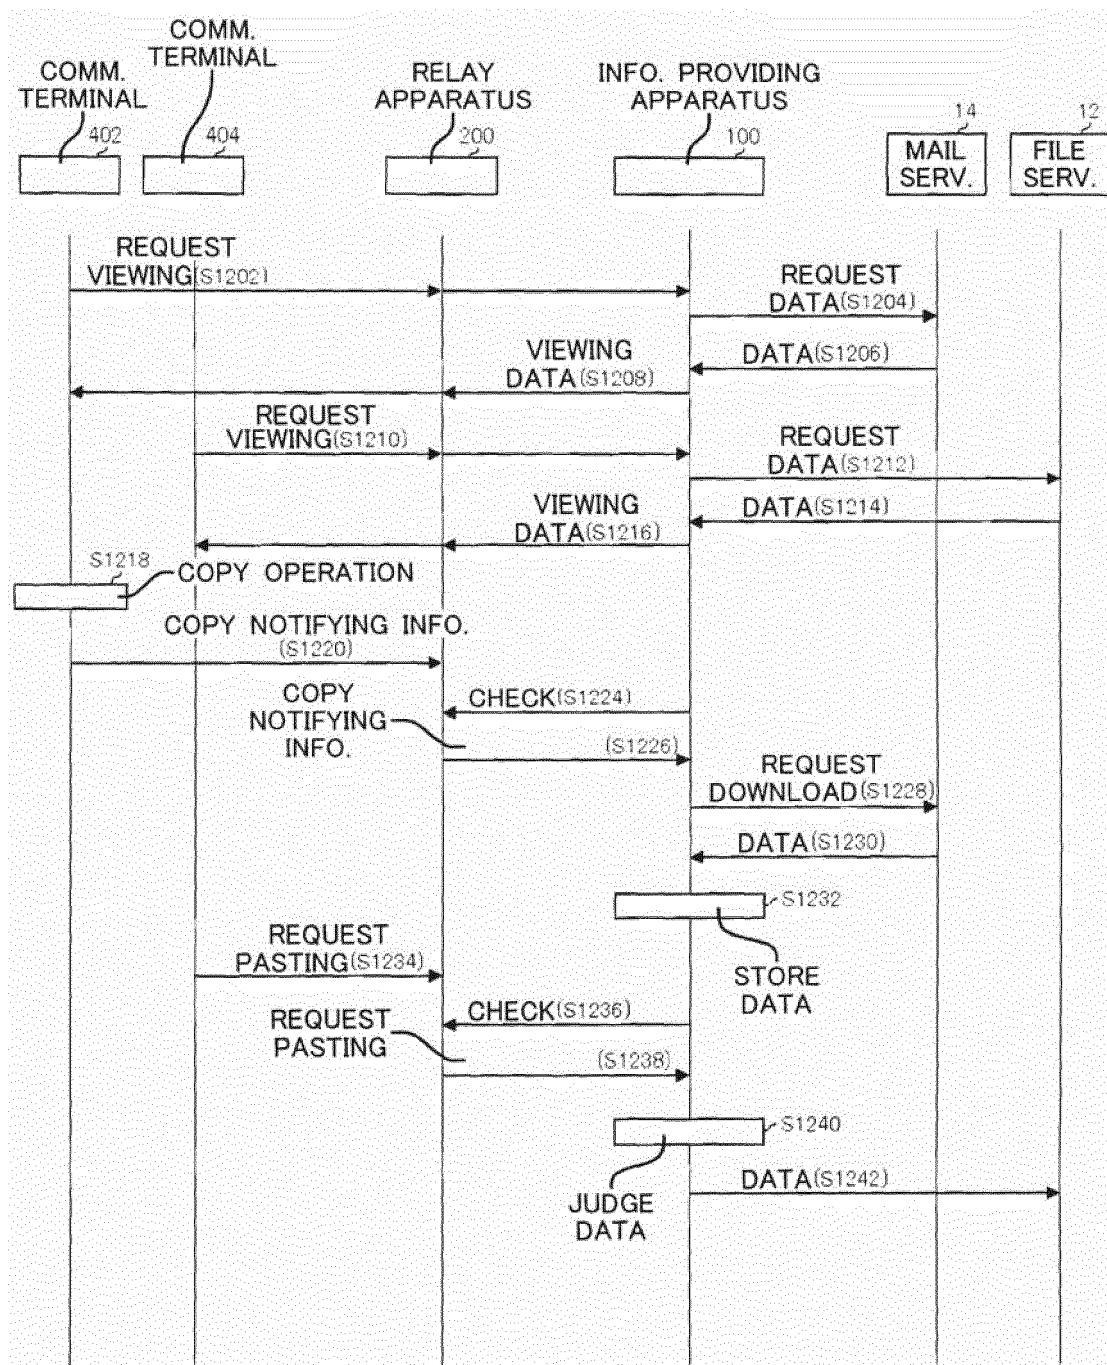 COMM.
TERMINAL
COMM.
TERMINAL
RELAY
APPARATUS
INFO. PROVIDING
APPARATUS
402
404
200
100
14
12
MAIL
SERV.
FILE
SERV.
REQUEST
VIEWING(S1202)
REQUEST
DATA(S1204)
VIEWING
DATA(S1208)
DATA(S1206)
REQUEST
VIEWING(S1210)
REQUEST
DATA(S1212)
VIEWING
DATA(S1216)
DATA(S1214)
S1218
COPY OPERATION
COPY NOTIFYING INFO.
(S1220)
COPY
NOTIFYING
INFO.
CHECK(S1224)
(S1226)
REQUEST
DOWNLOAD(S1228)
DATA(S1230)
S1232
STORE
DATA
REQUEST
PASTING(S1234)
CHECK(S1236)
REQUEST
PASTING
(S1238)
S1240
JUDGE
DATA
DATA(S1242)